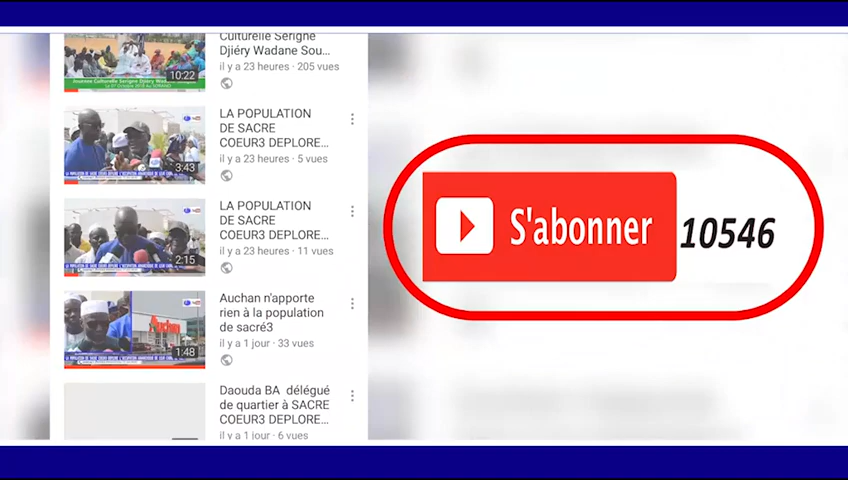 Culturelle Serigne
Djiéry Wadane Sou...
il y a 23 heures · 205 vues
10:22
LA POPULATION
DE SACRE
COEUR3 DEPLORE...
il y a 23 heures · 5 vues
3:43
LA POPULATION
DE SACRE
COEUR3 DEPLORE...
il y a 23 heures · 11 vues
2:15
Auchan n'apporte
rien à la population
de sacré3
il y a 1 jour · 33 vues
Auchan
1:48
Daouda BA délégué
de quartier à SACRE
COEUR3 DEPLORE...
il y a 1 jour · 6 vues
S'abonner
10546